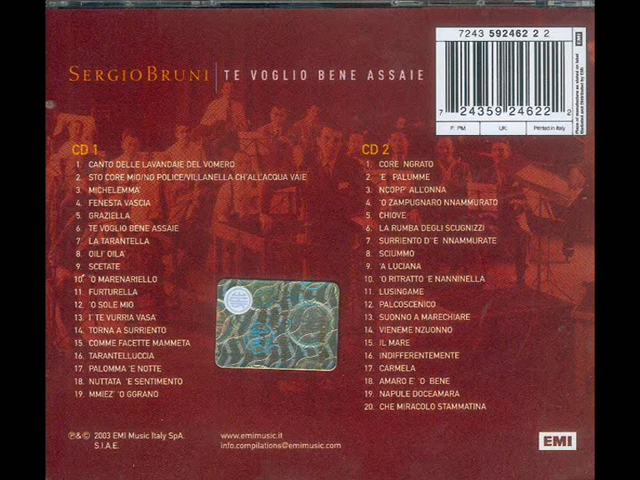 7243 592462 2 2
SERGIO BRUNI | TE VOGLIO BENE ASSAIE
7 24359 24622 2
P. PM
UK:
Printed in Italy
EMI
CD 1
1. CANTO DELLE LAVANDAIE DEL VOMERO
2. STO CORE MIO/NO POLICE/VILLANELLA CH'ALL'ACQUA VAIE
3. MICHELEMMA'
4. FENESTA VASCIA
5. GRAZIELLA
6. TE VOGLIO BENE ASSAIE
7. LA TARANTELLA
8. OILI' OILA'
9. SCETATE
10. 'O MARENARIELLO
11. FURTURELLA
12. 'O SOLE MIO
13. I' TE VURRIA VASA'
14. TORNA A SURRIENTO
15. COMME FACETTE MAMMETA
16. TARANTELLUCCIA
17. PALOMMA 'E NOTTE
18. NUTTATA 'E SENTIMENTO
19. MMIEZ' 'O GGRANO
CD 2
1. CORE NGRATO
2. 'E PALUMME
3. NCOPP' ALL'ONNA
4. 'O ZAMPUGNARO NNAMMURATO
5. CHIOVE
6. LA RUMBA DEGLI SCUGNIZZI
7. SURRIENTO D' 'E NNAMMURATE
8. SCIUMMO
9. 'A LUCIANA
10. 'O RITRATTO 'E NANNINELLA
11. LUSINGAME
12. PALCOSCENICO
13. SUONNO A MARECHIARE
14. VIENEME NZUONNO
15. IL MARE
16. INDIFFERENTEMENTE
17. CARMELA
18. AMARO E' 'O BENE
19. NAPULE DOCEAMARA
20. CHE MIRACOLO STAMMATINA
℗ & © 2003 EMI Music Italy SpA.
S.I.A.E.
www.emimusic.it
info.compilations@emimusic.com
EMI